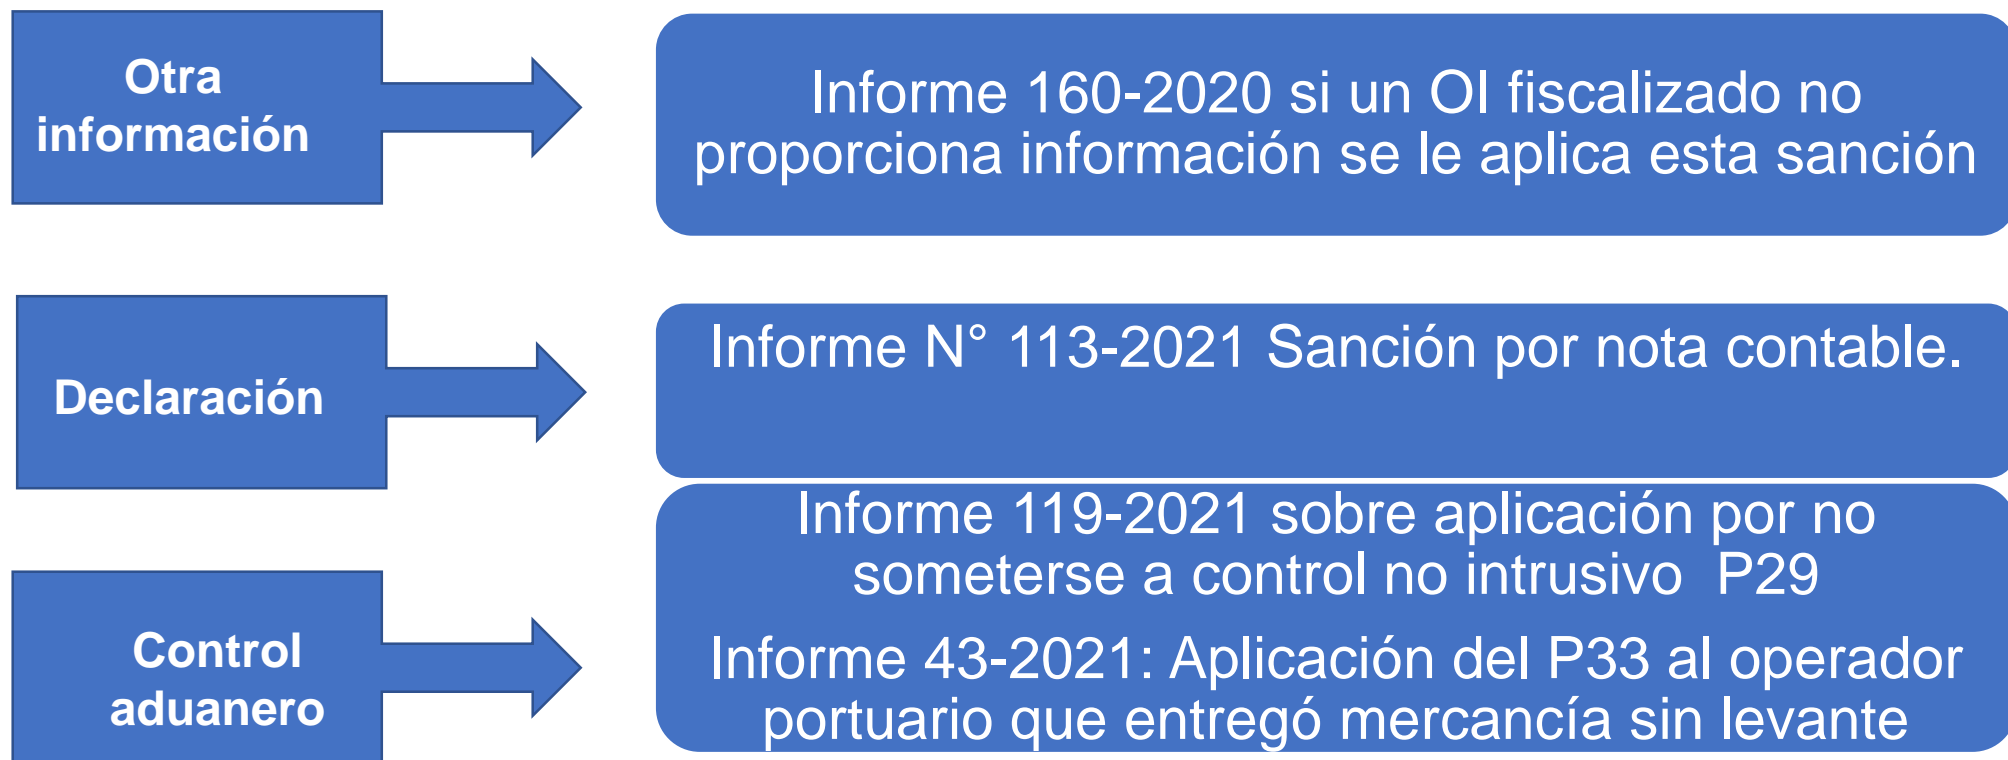 Otra
información
Informe 160-2020 si un OI fiscalizado no
proporciona información se le aplica esta sanción
Declaración
Informe N° 113-2021 Sanción por nota contable.
Control
aduanero
Informe 119-2021 sobre aplicación por no
someterse a control no intrusivo P29
Informe 43-2021: Aplicación del P33 al operador
portuario que entregó mercancía sin levante